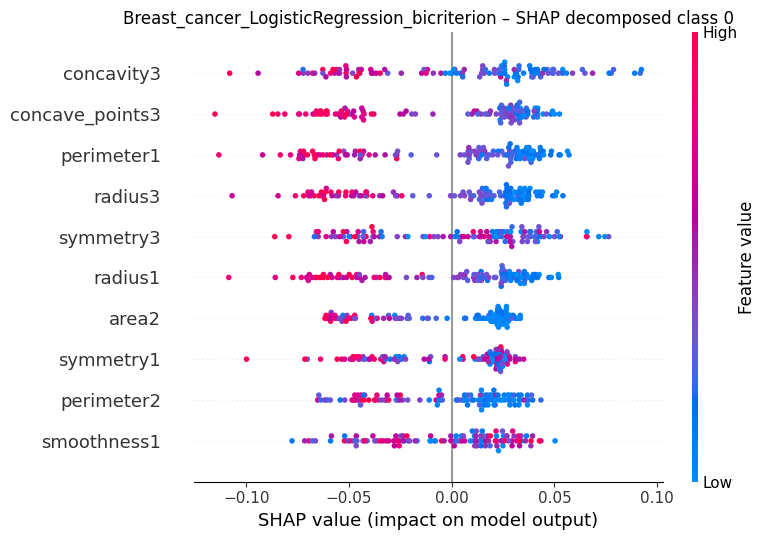 Breast_cancer_LogisticRegression_bicriterion – SHAP decomposed class 0
High
concavity3
concave_points3
perimeter1
radius3
symmetry3
radius1
area2
symmetry1
perimeter2
smoothness1
Feature value
Low
−0.10 −0.05 0.00 0.05 0.10
SHAP value (impact on model output)